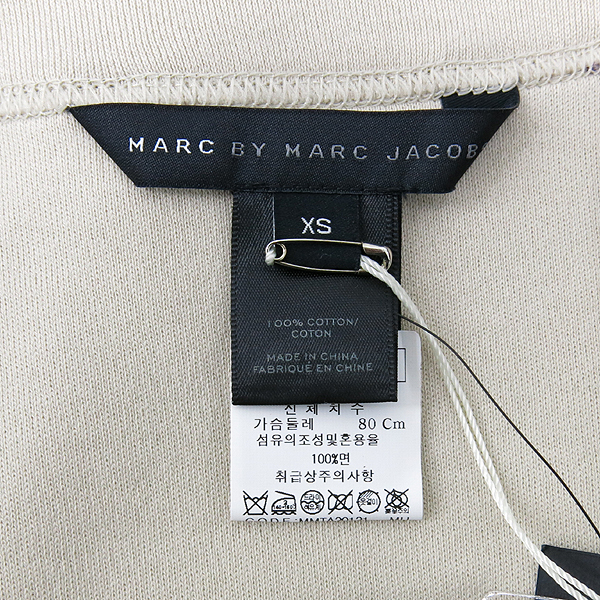 MARC BY MARC JACOB
XS
100% COTTON/
COTON
MADE IN CHINA
FABRIQUÉ EN CHINE
신 체 치 수
가슴둘레 80 Cm
섬유의조성및혼용율
100%면
취급상주의사항